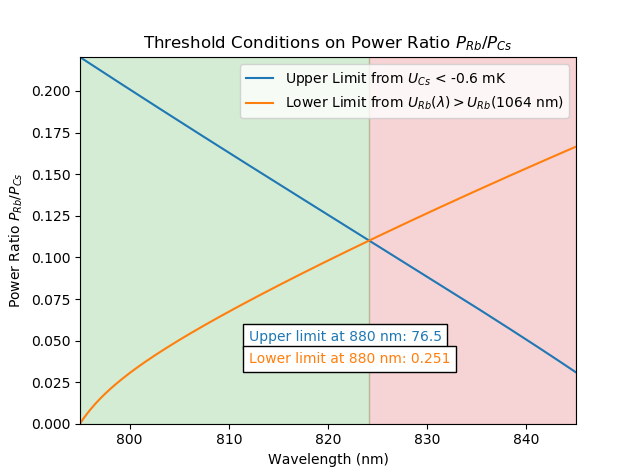 Threshold Conditions on Power Ratio P_Rb/P_Cs
Upper Limit from U_Cs < -0.6 mK
Lower Limit from U_Rb(λ) > U_Rb(1064 nm)
Power Ratio P_Rb/P_Cs
0.200
0.175
0.150
0.125
0.100
0.075
0.050
0.025
0.000
Upper limit at 880 nm: 76.5
Lower limit at 880 nm: 0.251
800 810 820 830 840
Wavelength (nm)